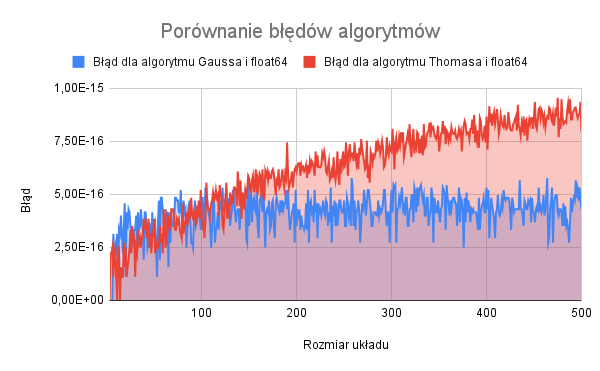 Porównanie błędów algorytmów
Błąd dla algorytmu Gaussa i float64 Błąd dla algorytmu Thomasa i float64
1,00E-15
7,50E-16
5,00E-16
2,50E-16
0,00E+00
Błąd
100 200 300 400 500
Rozmiar układu